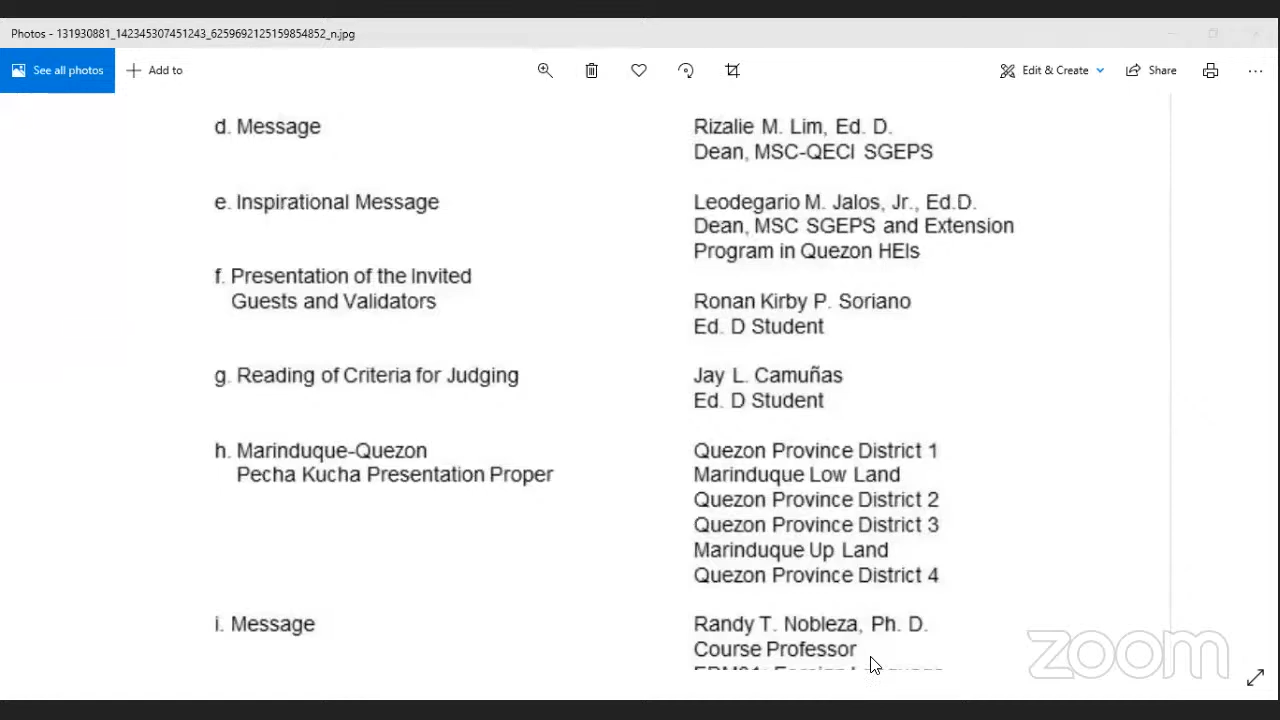 Photos - 131930881_142345307451243_6259692125159854852_n.jpg
See all photos
Add to
Edit & Create
Share
d. Message
Rizalie M. Lim, Ed. D.
Dean, MSC-QECI SGEPS
e. Inspirational Message
Leodegario M. Jalos, Jr., Ed.D.
Dean, MSC SGEPS and Extension
Program in Quezon HEIs
f. Presentation of the Invited
Guests and Validators
Ronan Kirby P. Soriano
Ed. D Student
g. Reading of Criteria for Judging
Jay L. Camuñas
Ed. D Student
h. Marinduque-Quezon
Pecha Kucha Presentation Proper
Quezon Province District 1
Marinduque Low Land
Quezon Province District 2
Quezon Province District 3
Marinduque Up Land
Quezon Province District 4
i. Message
Randy T. Nobleza, Ph. D.
Course Professor
zoom